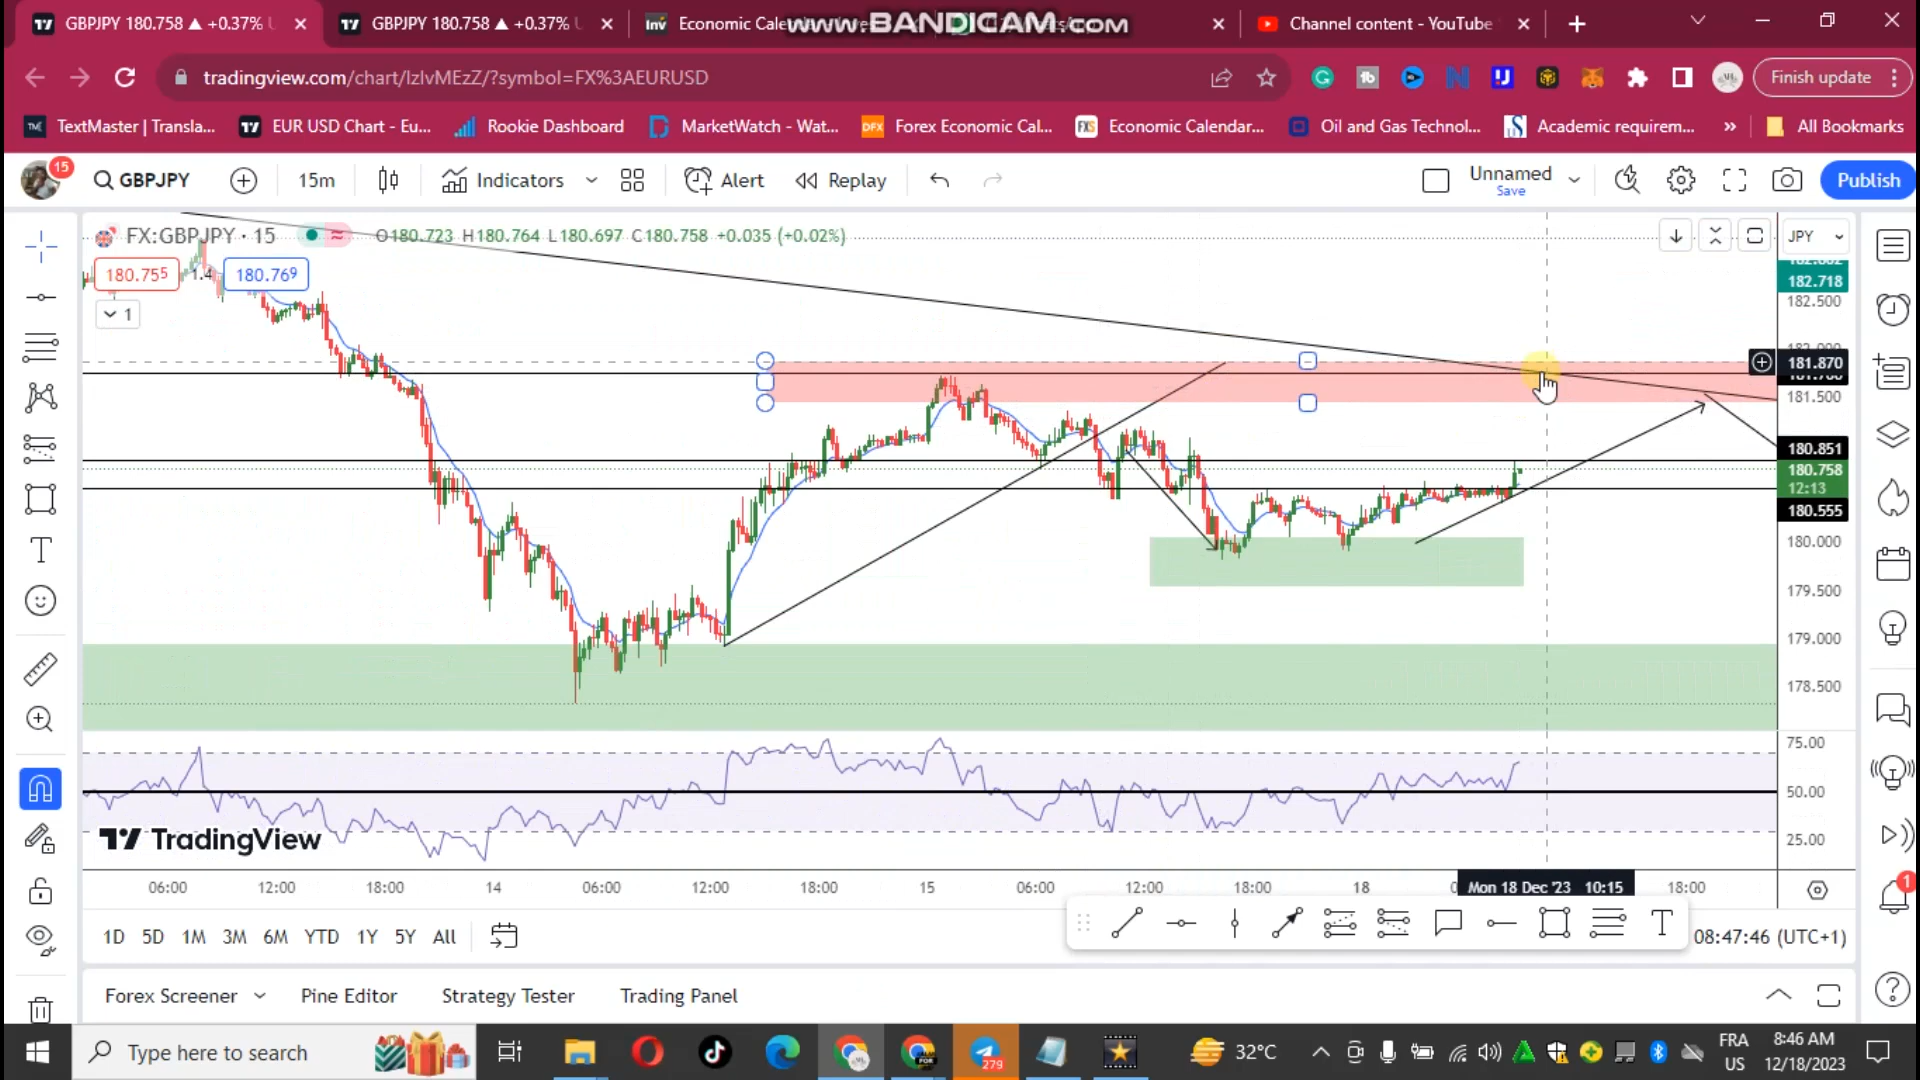 GBPJPY 180.758 ▲ +0.37% U
GBPJPY 180.758 ▲ +0.37% U
Economic Cale
www.BANDICAM.com
Channel content - YouTube
tradingview.com/chart/lzlvMEzZ/?symbol=FX%3AEURUSD
Finish update
TextMaster | Transla...
EUR USD Chart - Eu...
Rookie Dashboard
MarketWatch - Wat...
Forex Economic Cal...
Economic Calendar...
Oil and Gas Technol...
Academic requirem...
»
All Bookmarks
15
GBPJPY
15m
Indicators
Alert
Replay
Unnamed
Save
Publish
FX:GBPJPY · 15
O180.723 H180.764 L180.697 C180.758 +0.035 (+0.02%)
JPY
180.755
1.4
180.769
1
182.718
182.500
181.870
181.500
180.851
180.758
12:13
180.555
180.000
179.500
179.000
178.500
75.00
50.00
25.00
TradingView
06:00 12:00 18:00 14 06:00 12:00 18:00 15 06:00 12:00 18:00 18 Mon 18 Dec '23 10:15 18:00
1D 5D 1M 3M 6M YTD 1Y 5Y All
08:47:46 (UTC+1)
Forex Screener
Pine Editor
Strategy Tester
Trading Panel
1
Type here to search
279
32°C
FRA
US
8:46 AM
12/18/2023